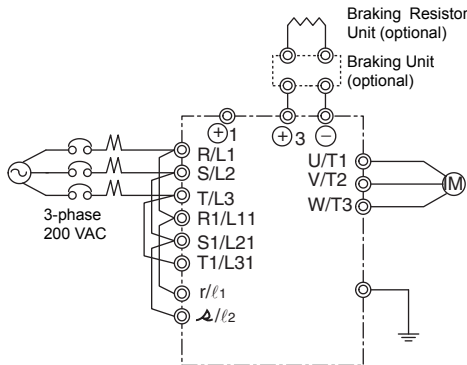 Braking Resistor
Unit (optional)
Braking Unit
(optional)
+1
+3
−
R/L1
S/L2
T/L3
R1/L11
S1/L21
T1/L31
r/ℓ1
𝓈/ℓ2
U/T1
V/T2
W/T3
M
3-phase
200 VAC